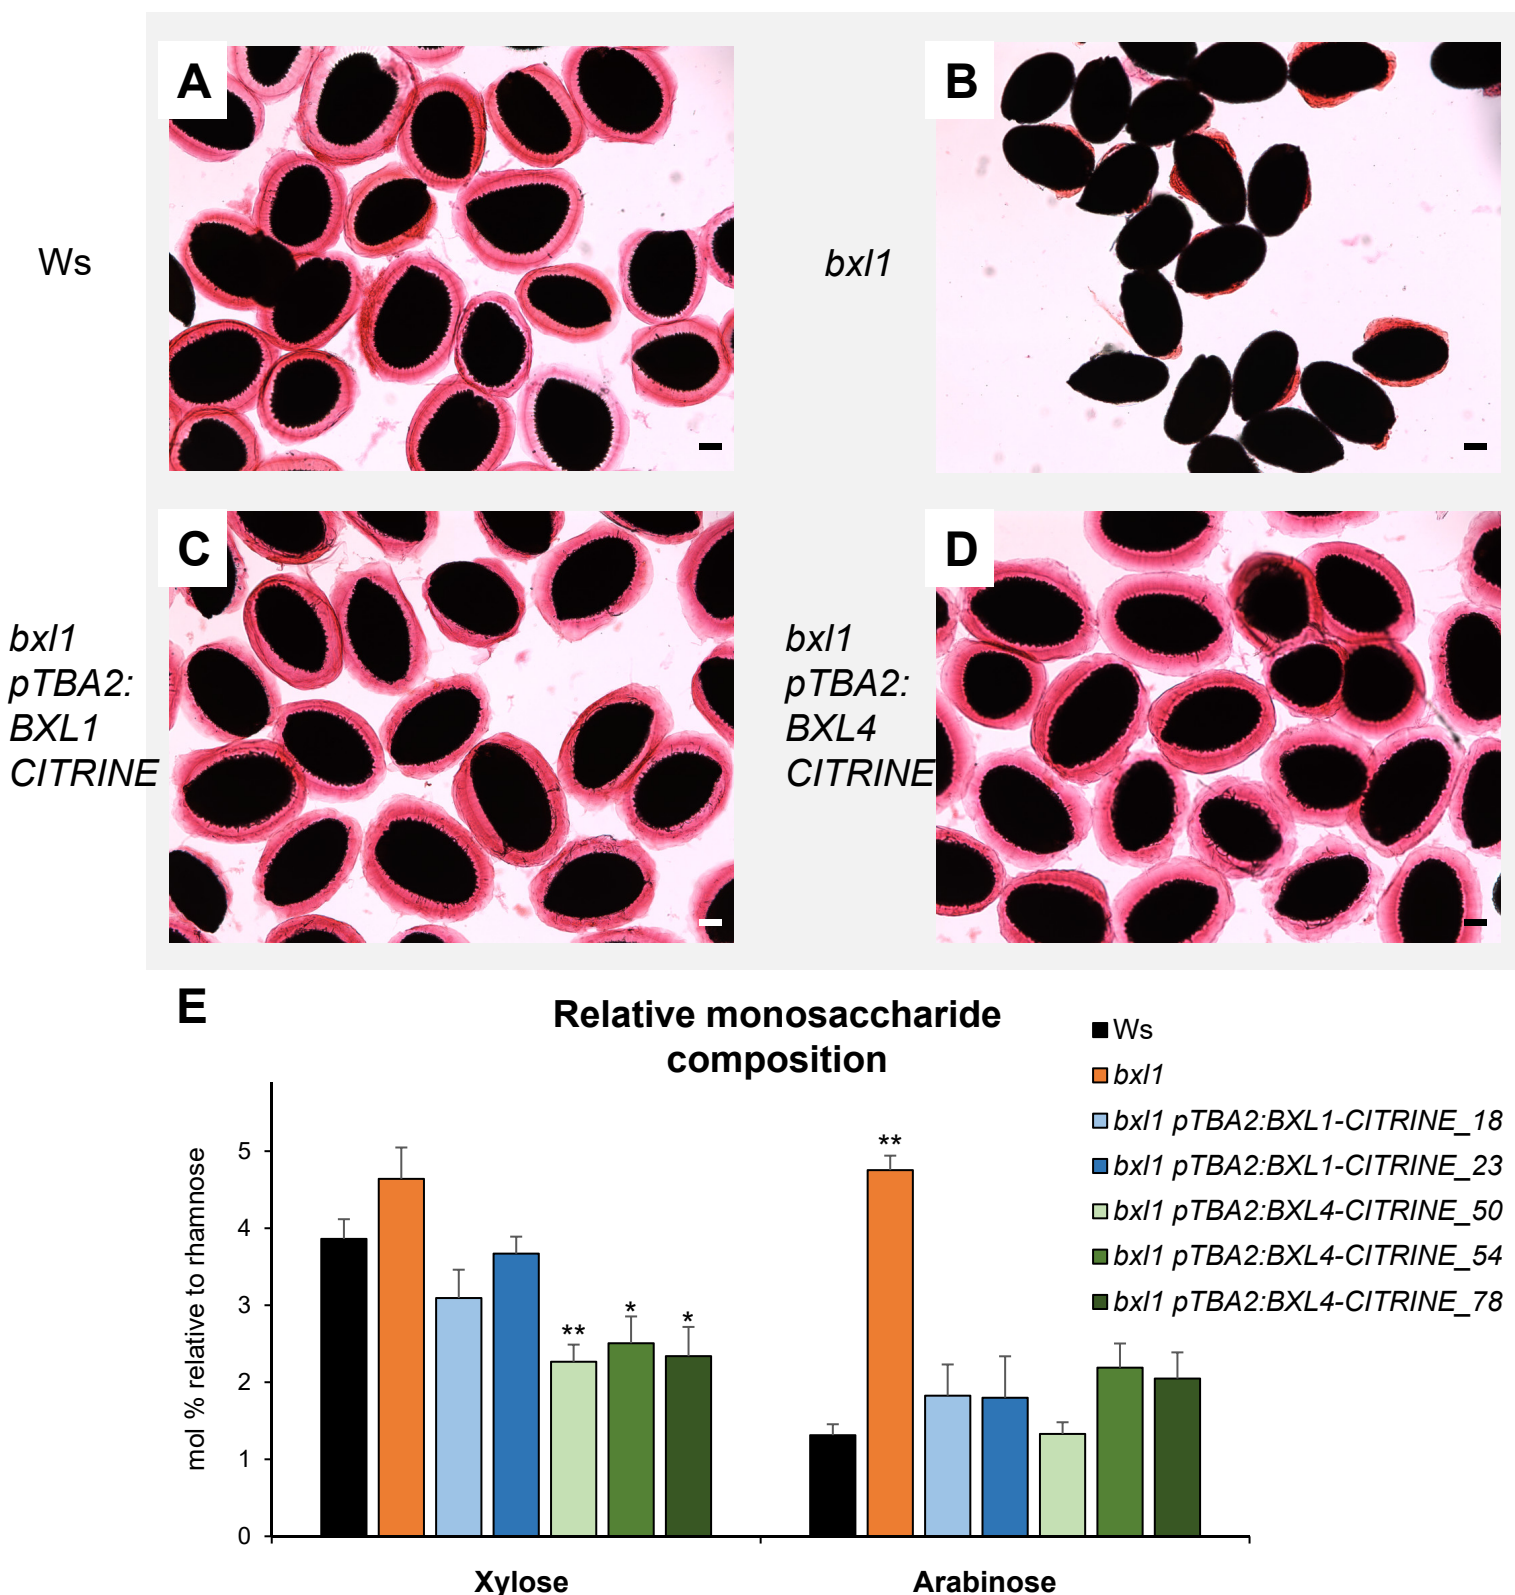 A
B
Ws
bxl1
C
D
bxl1
pTBA2:
BXL1
CITRINE
bxl1
pTBA2:
BXL4
CITRINE
E
Relative monosaccharide
composition
Ws
bxl1
bxl1 pTBA2:BXL1-CITRINE_18
bxl1 pTBA2:BXL1-CITRINE_23
bxl1 pTBA2:BXL4-CITRINE_50
bxl1 pTBA2:BXL4-CITRINE_54
bxl1 pTBA2:BXL4-CITRINE_78
mol % relative to rhamnose
5
4
3
2
1
0
**
*
*
**
Xylose
Arabinose